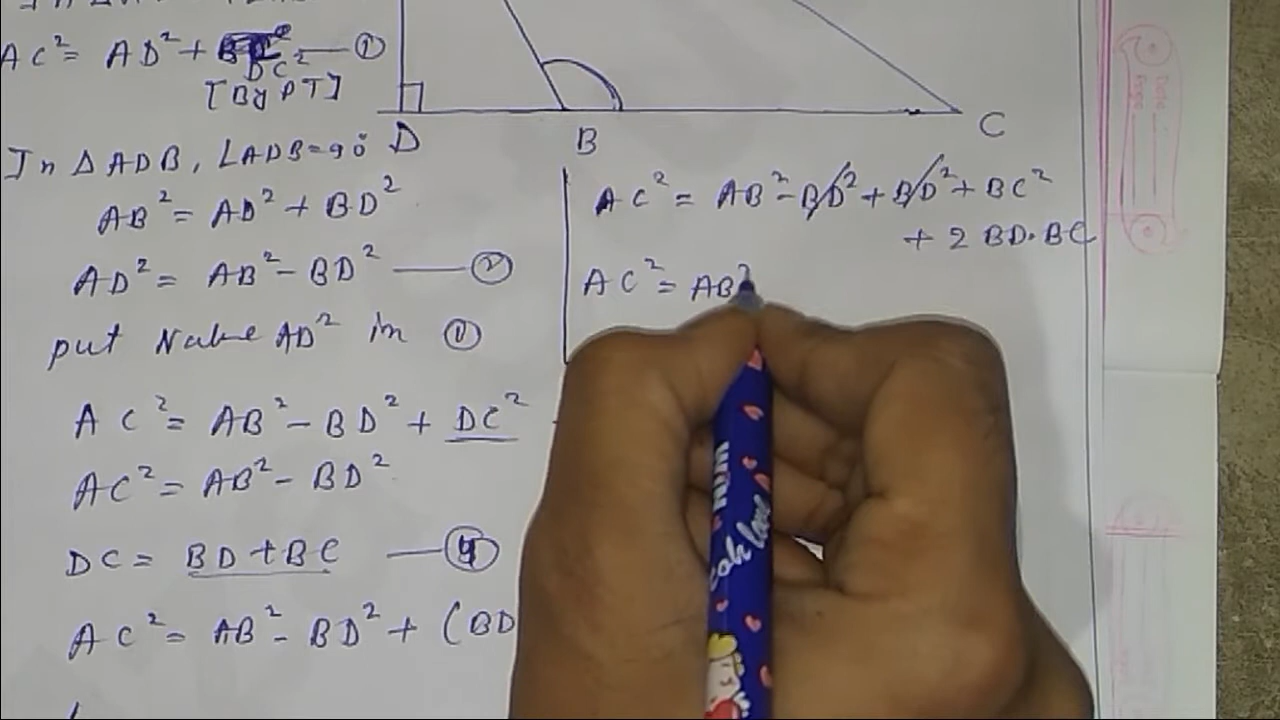 AC² = AD² + DC² —— ①
[By PT]
D
B
C
In △ADB, ∠ADB=90°
AB² = AD² + BD²
AD² = AB² - BD² —— ②
put Value AD² in ①
AC² = AB² - BD² + DC²
AC² = AB² - BD²
DC = BD + BC —— ④
AC² = AB² - BD² + (BD
AC² = AB² - BD² + BD² + BC²
+ 2 BD·BC
AC² = AB²